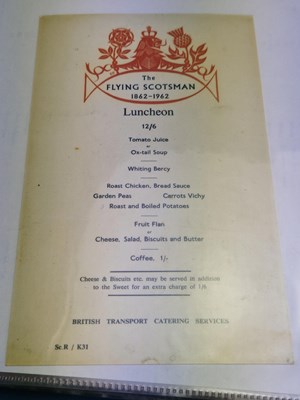 The
FLYING SCOTSMAN
1862-1962
Luncheon
12/6
Tomato Juice
or
Ox-tail Soup
Whiting Bercy
Roast Chicken, Bread Sauce
Garden Peas Carrots Vichy
Roast and Boiled Potatoes
Fruit Flan
or
Cheese, Salad, Biscuits and Butter
Coffee, 1/-
Cheese & Biscuits etc. may be served in addition
to the Sweet for an extra charge of 1/6
BRITISH TRANSPORT CATERING SERVICES
Sc.R / K31